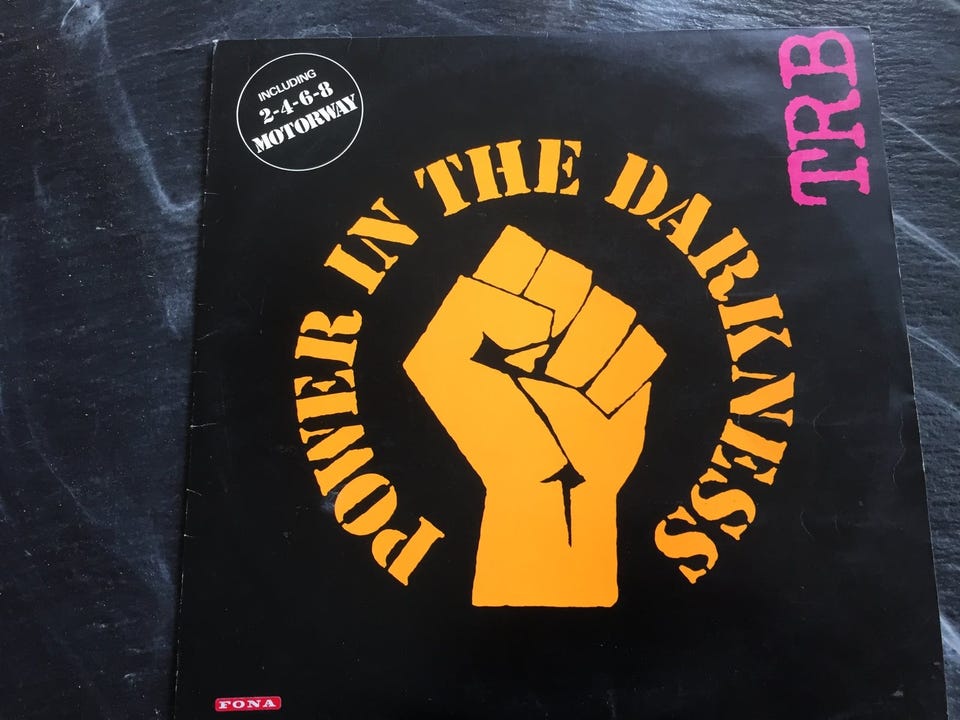 INCLUDING
2-4-6-8
MOTORWAY
TRB
POWER IN THE DARKNESS
FONA